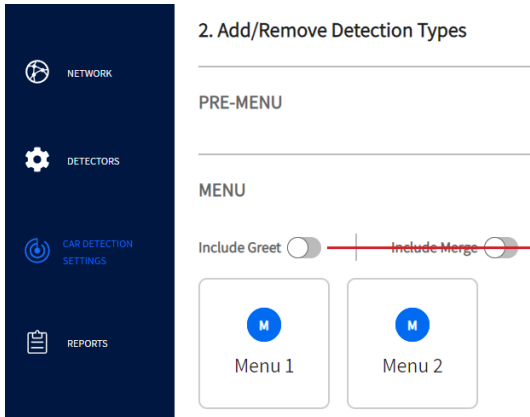 2. Add/Remove Detection Types
NETWORK
PRE-MENU
DETECTORS
MENU
CAR DETECTION
SETTINGS
Include Greet
Include Merge
M
M
Menu 1
Menu 2
REPORTS